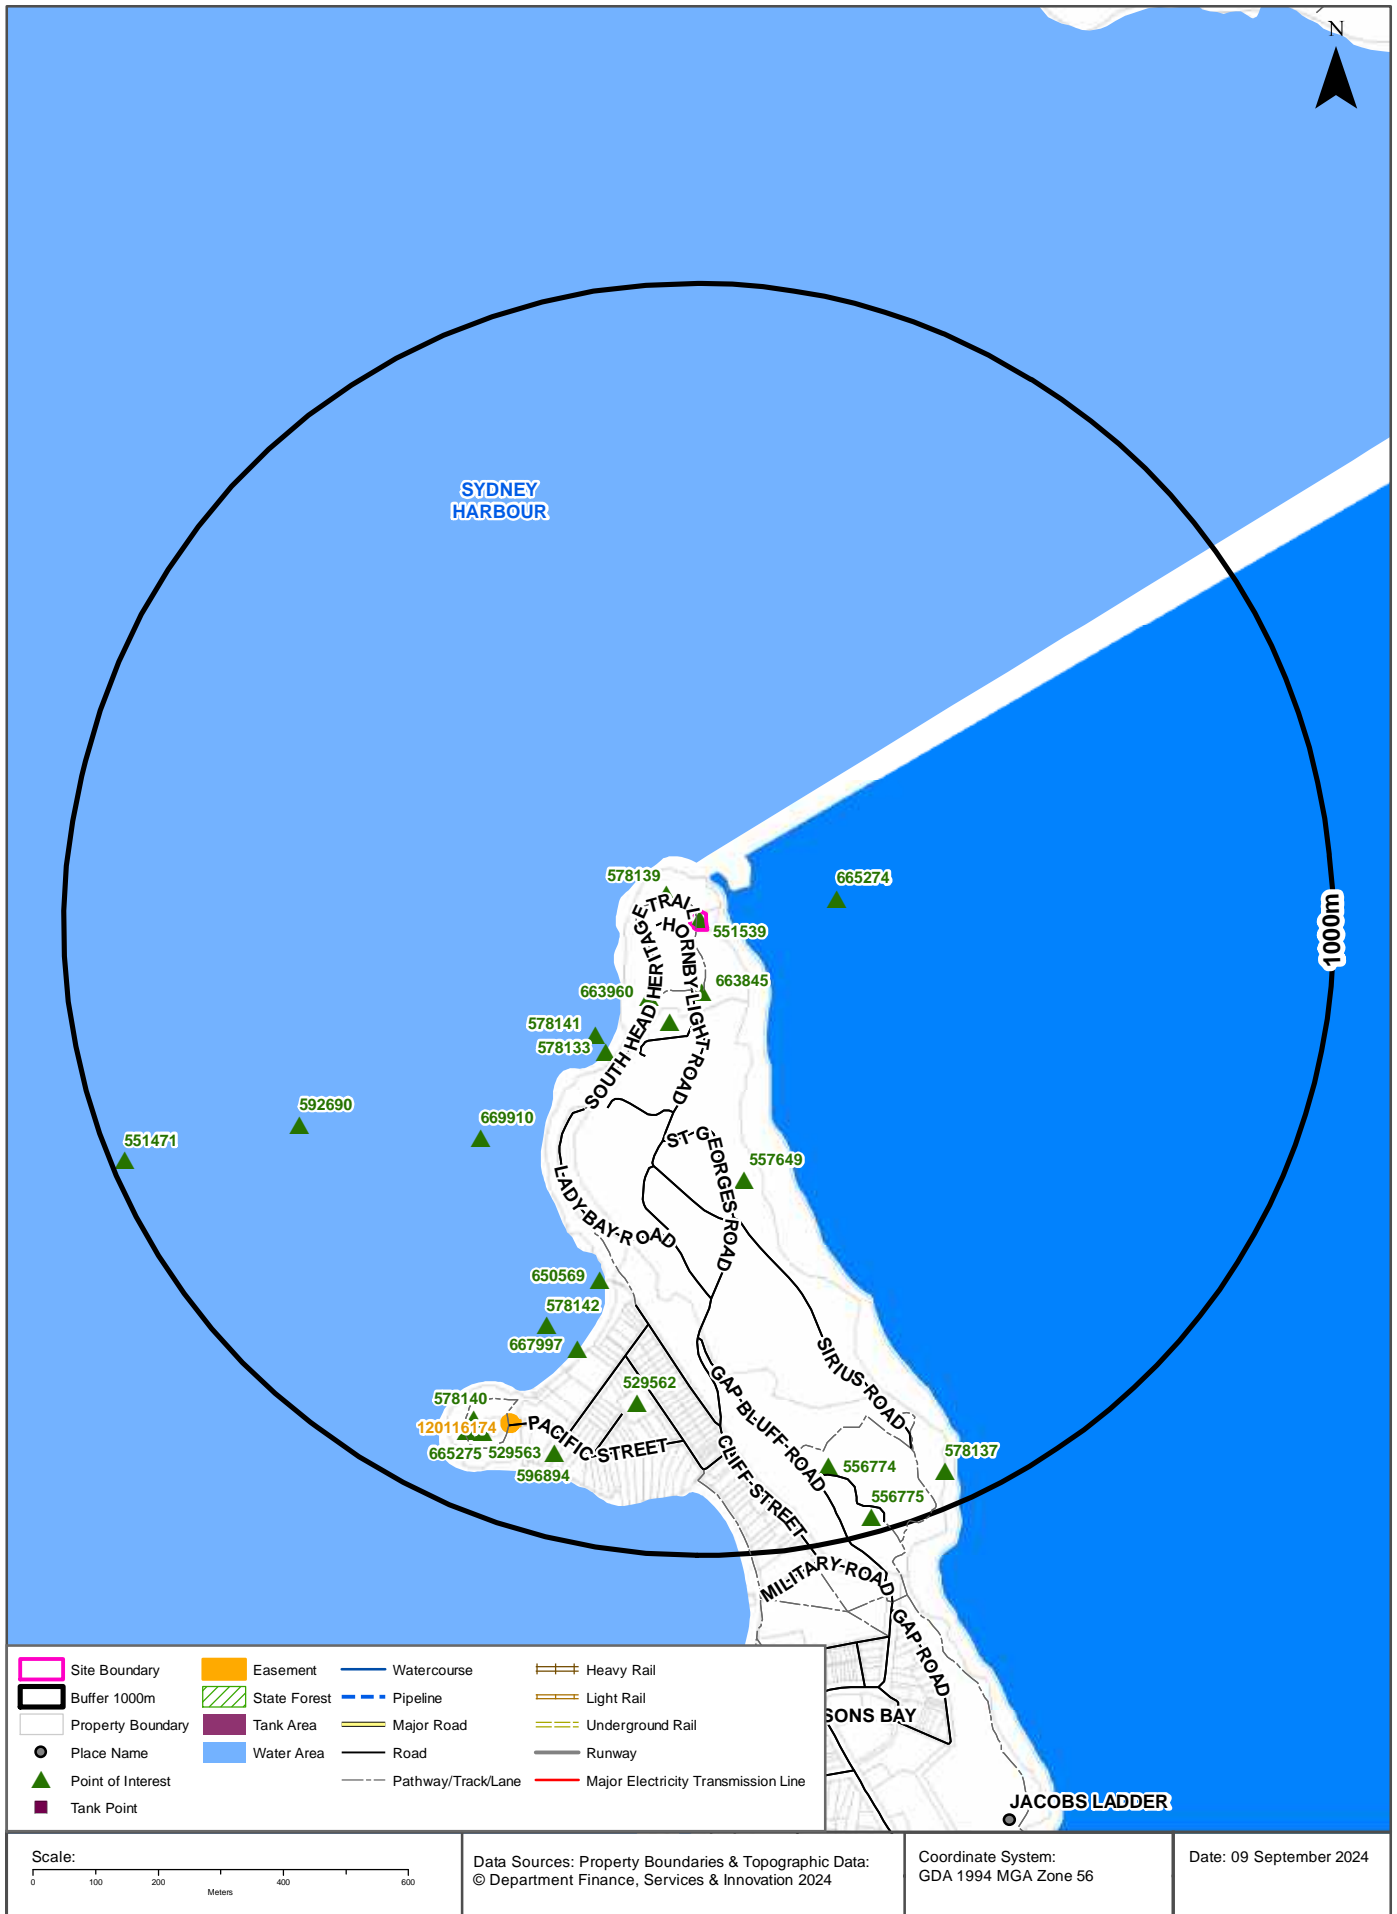 N
SYDNEY
HARBOUR
1000m
578139
665274
SOUTH HEAD HERITAGE TRAIL
HORNBY LIGHT ROAD
551539
663845
663960
578141
578133
592690
669910
551471
ST GEORGES ROAD
557649
LADY BAY ROAD
650569
578142
667997
SIRIUS ROAD
529562
GAP BLUFF ROAD
578140
120116174
PACIFIC STREET
665275
529563
596894
CLIFF STREET
556774
578137
556775
MILITARY ROAD
GAP ROAD
SONS BAY
JACOBS LADDER
Site Boundary
Buffer 1000m
Property Boundary
Place Name
Point of Interest
Tank Point
Easement
State Forest
Tank Area
Water Area
Watercourse
Pipeline
Major Road
Road
Pathway/Track/Lane
Heavy Rail
Light Rail
Underground Rail
Runway
Major Electricity Transmission Line
Scale:
0 100 200 400 600
Meters
Data Sources: Property Boundaries & Topographic Data:
© Department Finance, Services & Innovation 2024
Coordinate System:
GDA 1994 MGA Zone 56
Date: 09 September 2024